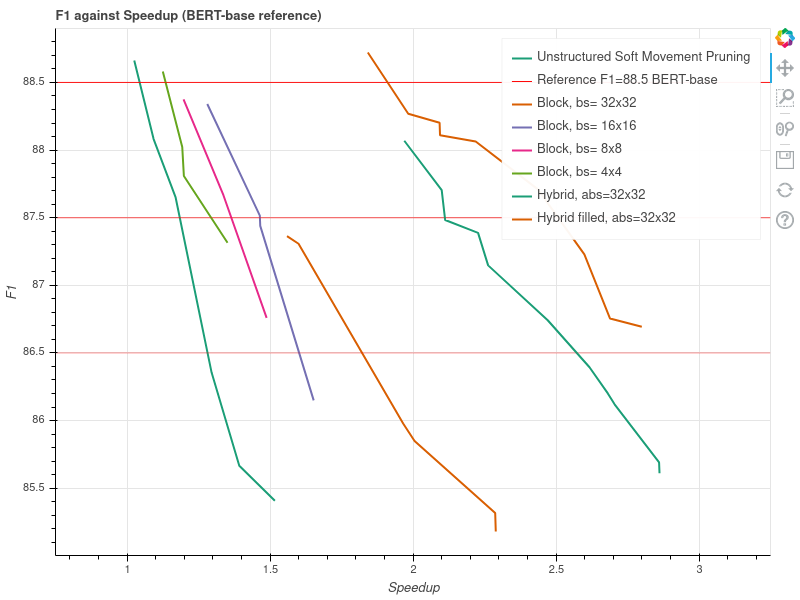 F1 against Speedup (BERT-base reference)
Unstructured Soft Movement Pruning
Reference F1=88.5 BERT-base
Block, bs= 32x32
Block, bs= 16x16
Block, bs= 8x8
Block, bs= 4x4
Hybrid, abs=32x32
Hybrid filled, abs=32x32
88.5
88
87.5
87
86.5
86
85.5
F1
1
1.5
2
2.5
3
Speedup